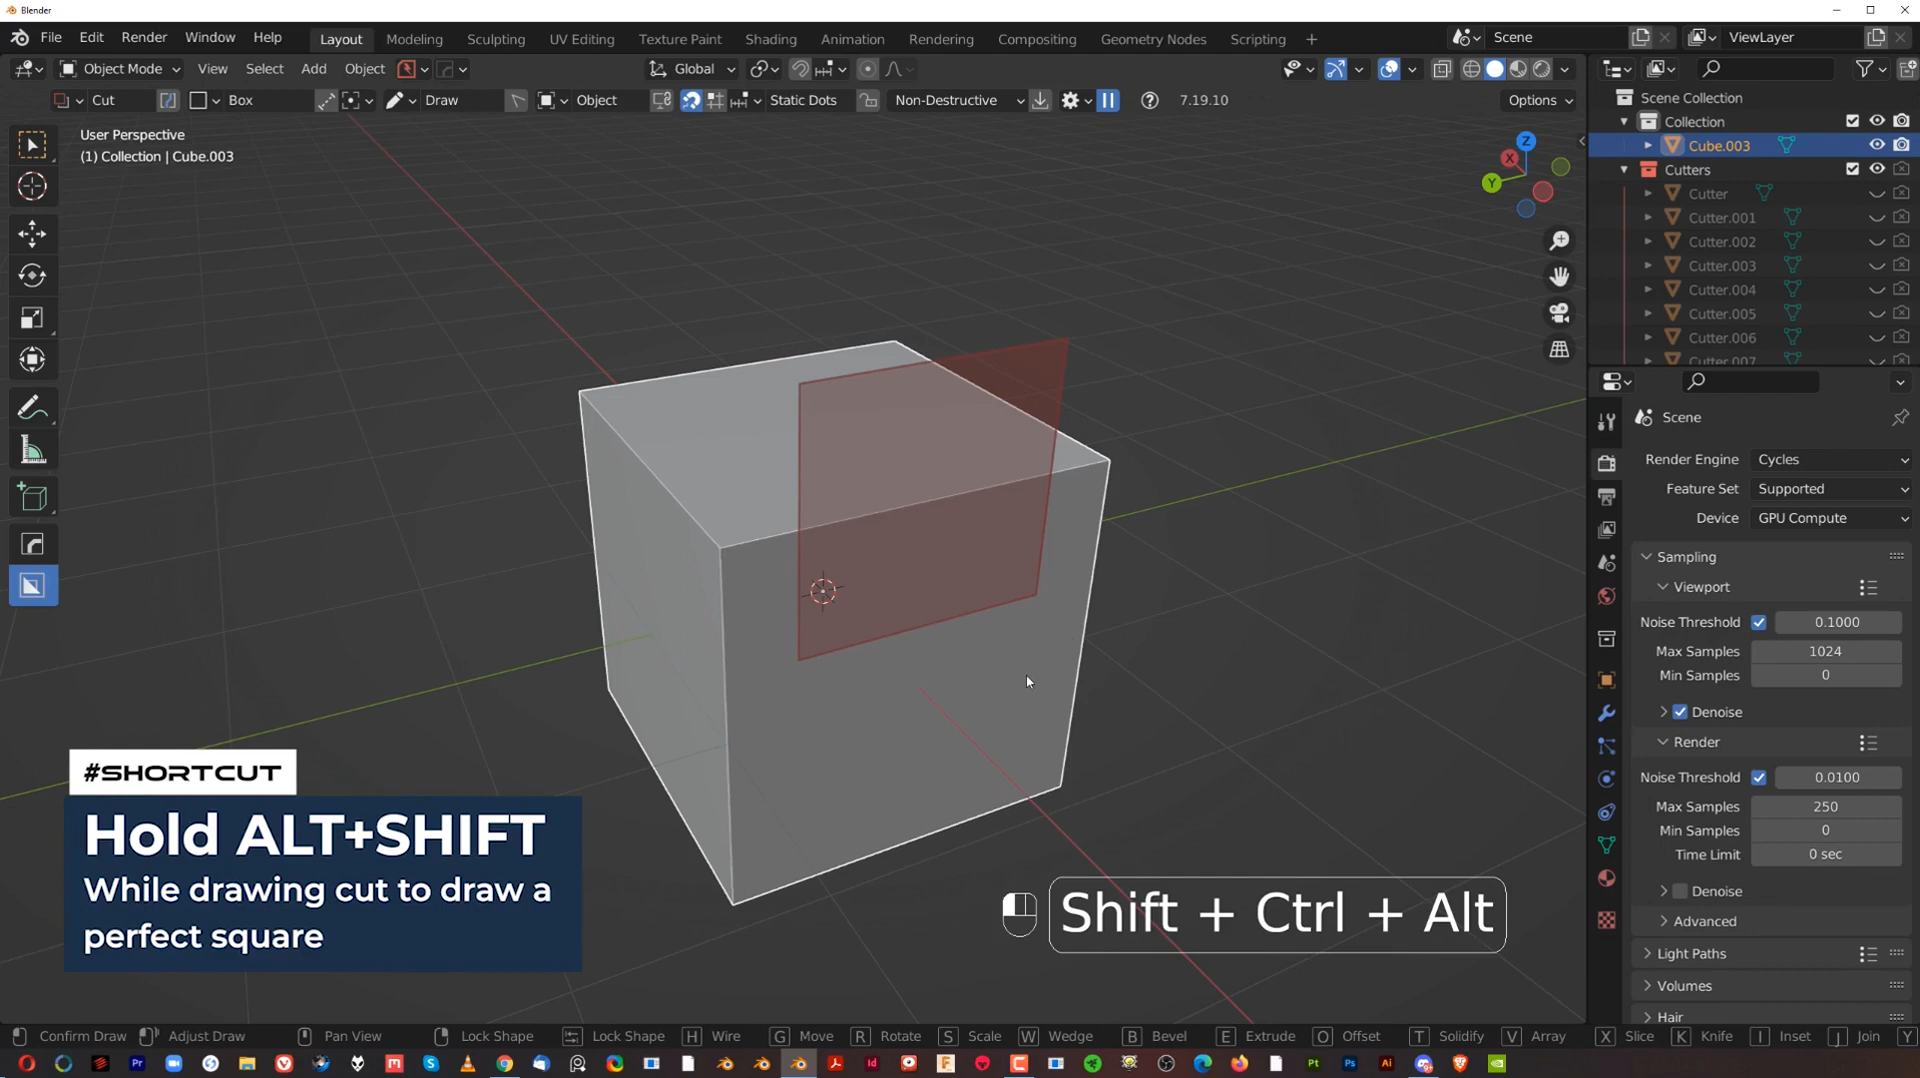 Blender
File Edit Render Window Help
Layout Modeling Sculpting UV Editing Texture Paint Shading Animation Rendering Compositing Geometry Nodes Scripting +
Scene
ViewLayer
Object Mode View Select Add Object
Global
Cut Box Draw Object Static Dots Non-Destructive 7.19.10
Options
User Perspective
(1) Collection | Cube.003
Z
X
Y
Scene Collection
Collection
Cube.003
Cutters
Cutter
Cutter.001
Cutter.002
Cutter.003
Cutter.004
Cutter.005
Cutter.006
Cutter.007
Scene
Render Engine Cycles
Feature Set Supported
Device GPU Compute
Sampling
Viewport
Noise Threshold 0.1000
Max Samples 1024
Min Samples 0
Denoise
Render
Noise Threshold 0.0100
Max Samples 250
Min Samples 0
Time Limit 0 sec
Denoise
Advanced
Light Paths
Volumes
Hair
#SHORTCUT
Hold ALT+SHIFT
While drawing cut to draw a
perfect square
Shift + Ctrl + Alt
Confirm Draw Adjust Draw Pan View Lock Shape Lock Shape H Wire G Move R Rotate S Scale W Wedge B Bevel E Extrude O Offset T Solidify V Array X Slice K Knife I Inset J Join Y
Pr Id F Pt Ps Ai